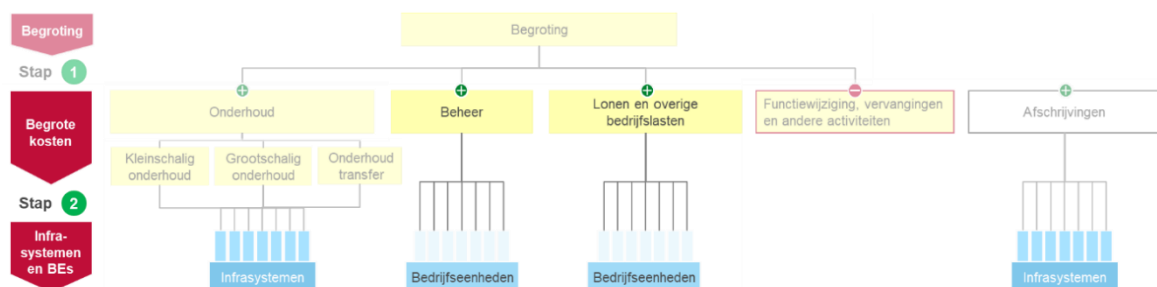 Begroting
Begroting
Stap 1
Begrote
kosten
Onderhoud
Beheer
Lonen en overige
bedrijfslasten
Functiewijziging, vervangingen
en andere activiteiten
Afschrijvingen
Kleinschalig
onderhoud
Grootschalig
onderhoud
Onderhoud
transfer
Stap 2
Infra-
systemen
en BEs
Infrasystemen
Bedrijfseenheden
Bedrijfseenheden
Infrasystemen